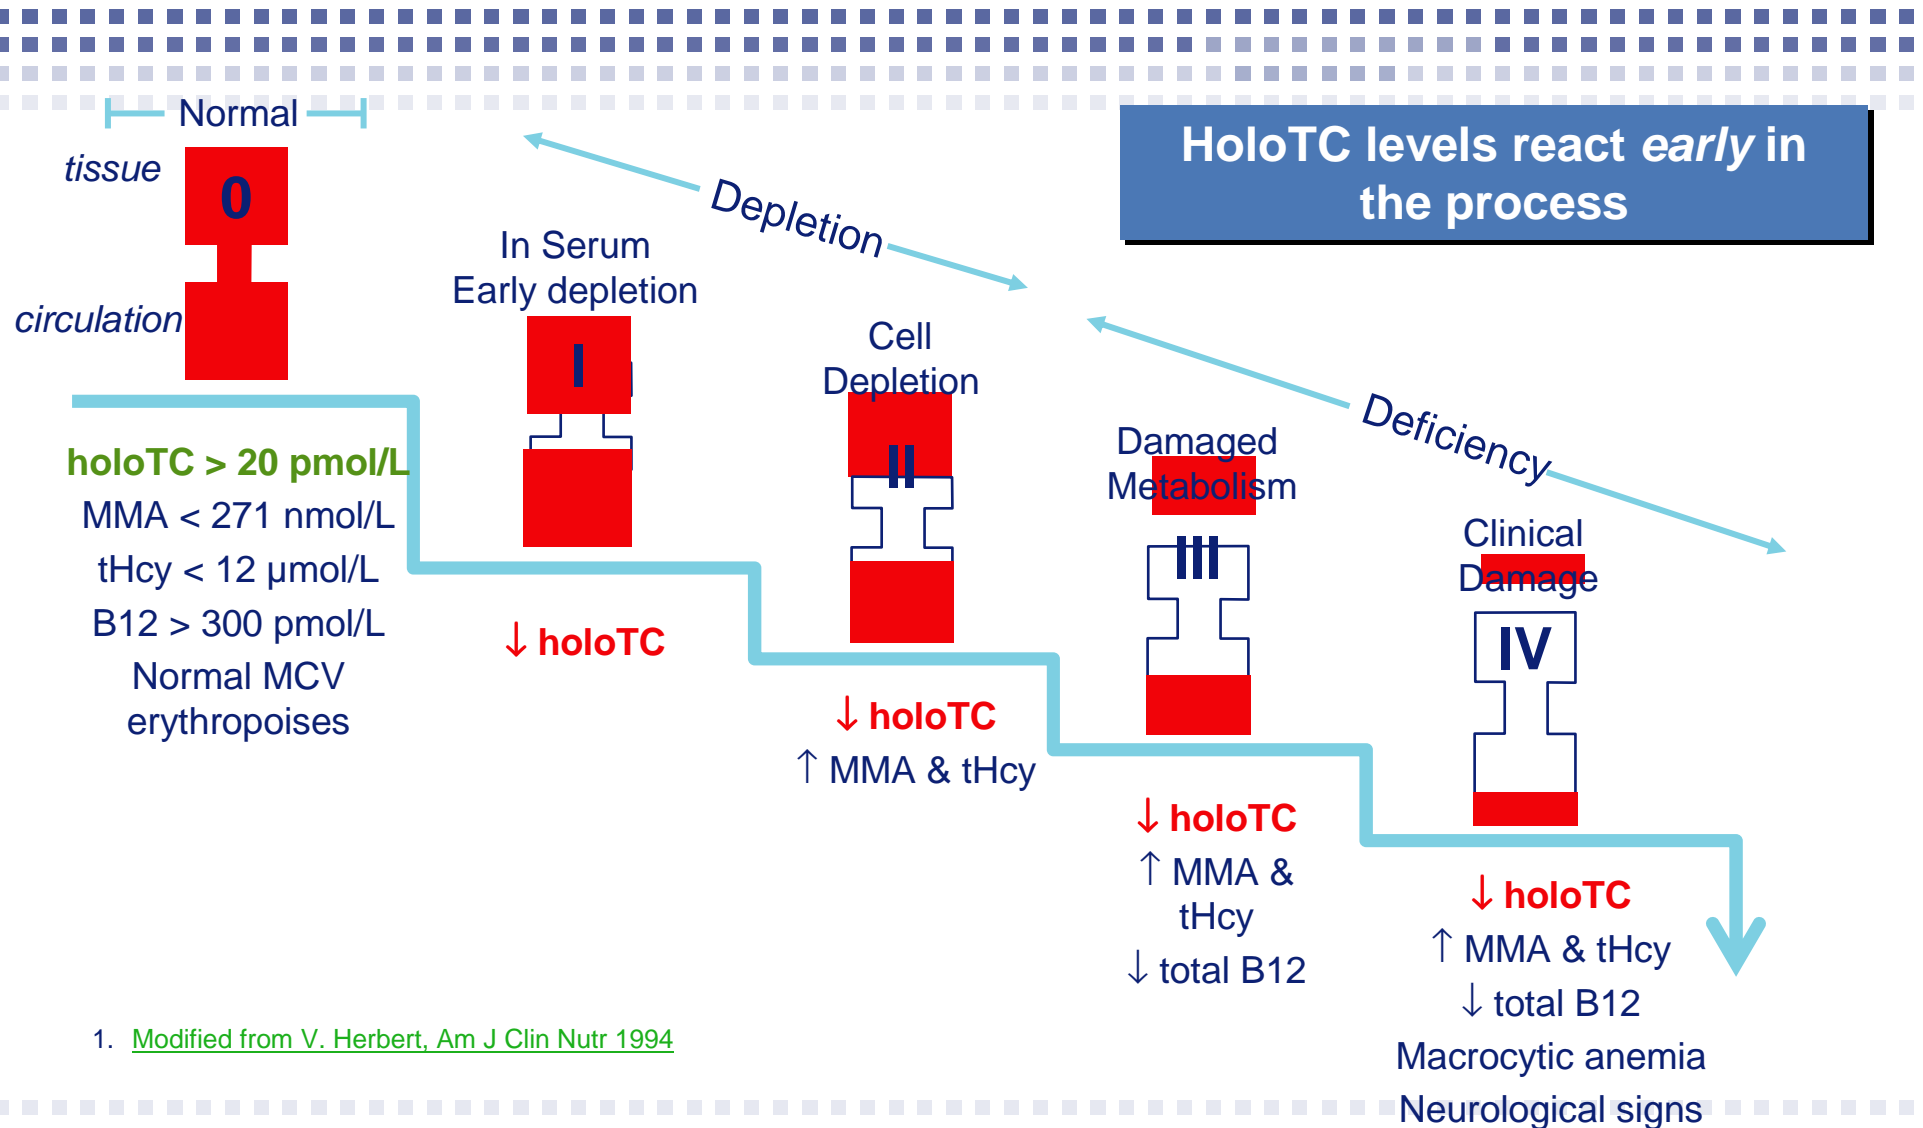 HoloTC levels react early in
the process
Normal
tissue
0
circulation
holoTC > 20 pmol/L
MMA < 271 nmol/L
tHcy < 12 µmol/L
B12 > 300 pmol/L
Normal MCV
erythropoises
Depletion
In Serum
Early depletion
I
↓ holoTC
Cell
Depletion
II
↓ holoTC
↑ MMA & tHcy
Deficiency
Damaged
Metabolism
III
↓ holoTC
↑ MMA &
tHcy
↓ total B12
Clinical
Damage
IV
↓ holoTC
↑ MMA & tHcy
↓ total B12
Macrocytic anemia
Neurological signs
1. Modified from V. Herbert, Am J Clin Nutr 1994